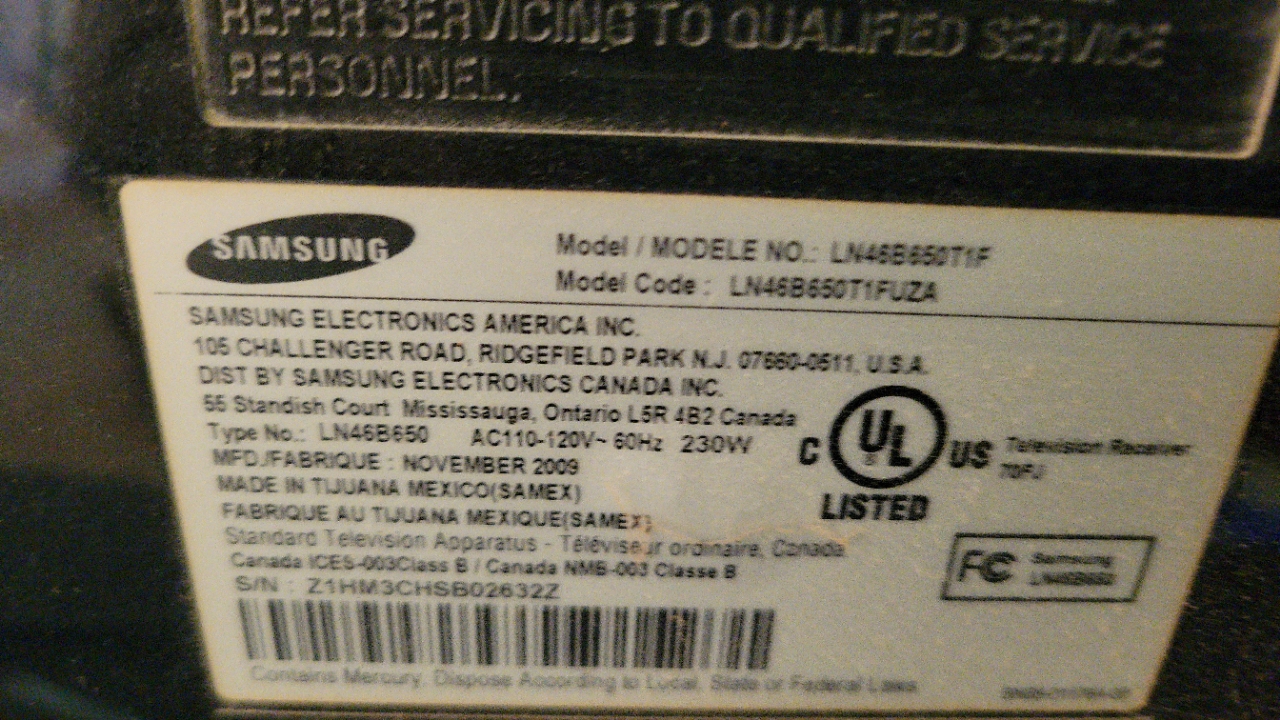 REFER SERVICING TO QUALIFIED SERVICE
PERSONNEL.
SAMSUNG
Model / MODELE NO.: LN46B650T1F
Model Code : LN46B650T1FUZA
SAMSUNG ELECTRONICS AMERICA INC.
105 CHALLENGER ROAD, RIDGEFIELD PARK N.J. 07660-0511, U.S.A.
DIST BY SAMSUNG ELECTRONICS CANADA INC.
55 Standish Court Mississauga, Ontario L5R 4B2 Canada
Type No.: LN46B650 AC110-120V~ 60Hz 230W
MFD./FABRIQUE : NOVEMBER 2009
MADE IN TIJUANA MEXICO(SAMEX)
FABRIQUE AU TIJUANA MEXIQUE(SAMEX)
Standard Television Apparatus - Téléviseur ordinaire, Canada
Canada ICES-003Class B / Canada NMB-003 Classe B
S/N : Z1HM3CHSB02632Z
Contains Mercury, Dispose According to Local, State or Federal Laws
C UL US
LISTED
Television Receiver
70FJ
FC
Samsung
LN46B650